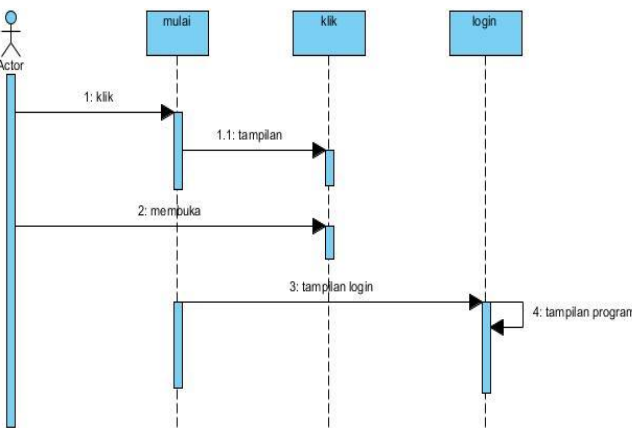 mulai
klik
login
Actor
1: klik
1.1: tampilan
2: membuka
3: tampilan login
4: tampilan program